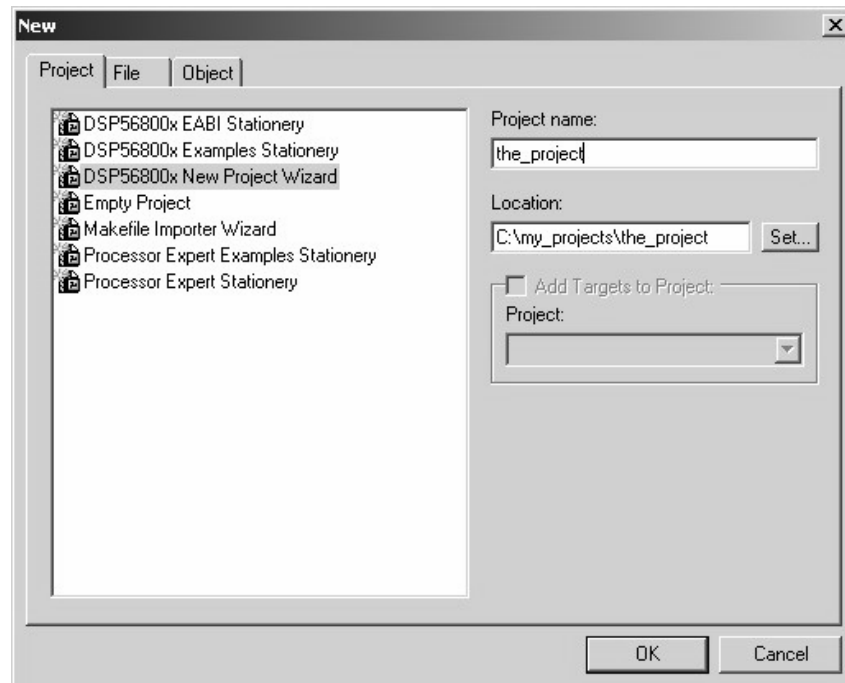 New
Project
File
Object
DSP56800x EABI Stationery
DSP56800x Examples Stationery
DSP56800x New Project Wizard
Empty Project
Makefile Importer Wizard
Processor Expert Examples Stationery
Processor Expert Stationery
Project name:
the_project
Location:
C:\my_projects\the_project
Set...
Add Targets to Project:
Project:
OK
Cancel